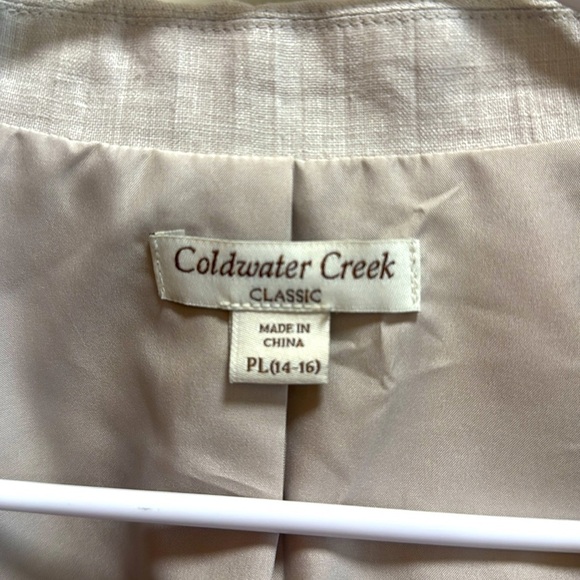 Coldwater Creek
CLASSIC
MADE IN
CHINA
PL(14-16)